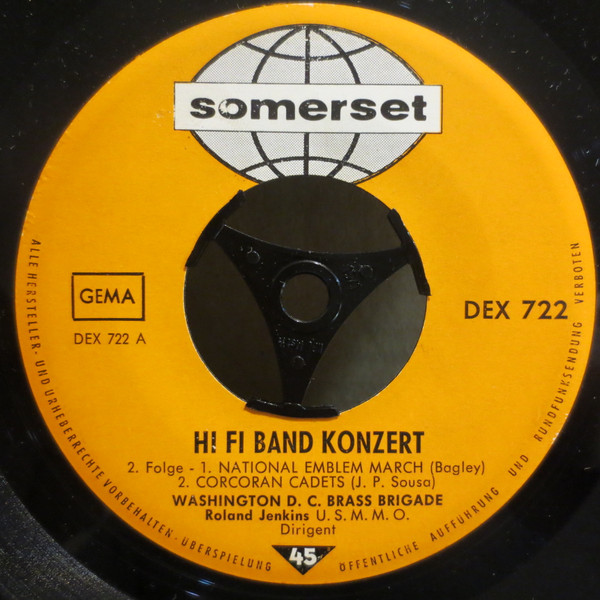 somerset
GEMA
DEX 722 A
DEX 722
HI FI BAND KONZERT
2. Folge - 1. NATIONAL EMBLEM MARCH (Bagley)
2. CORCORAN CADETS (J. P. Sousa)
WASHINGTON D. C. BRASS BRIGADE
Roland Jenkins U. S. M. M. O.
Dirigent
45
ALLE HERSTELLER- UND URHEBERRECHTE VORBEHALTEN · ÜBERSPIELUNG ÖFFENTLICHE AUFFÜHRUNG UND RUNDFUNKSENDUNG VERBOTEN